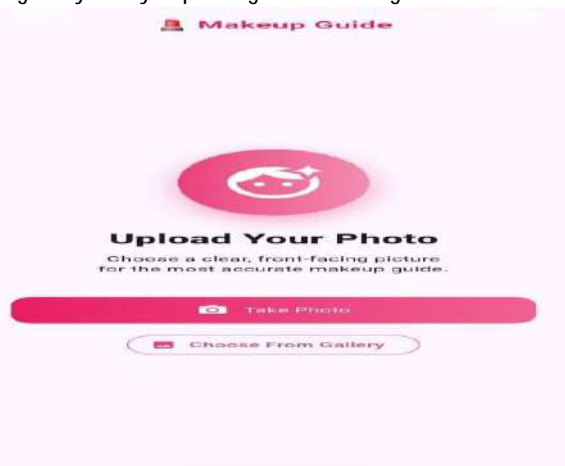 Makeup Guide
Upload Your Photo
Choose a clear, front-facing picture
for the most accurate makeup guide.
Take Photo
Choose From Gallery